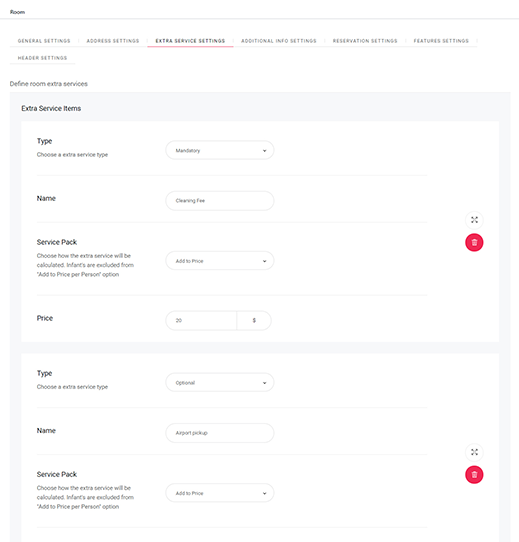 Room
GENERAL SETTINGS
ADDRESS SETTINGS
EXTRA SERVICE SETTINGS
ADDITIONAL INFO SETTINGS
RESERVATION SETTINGS
FEATURES SETTINGS
HEADER SETTINGS
Define room extra services
Extra Service Items
Type
Choose a extra service type
Mandatory
Name
Cleaning Fee
Service Pack
Choose how the extra service will be
calculated. Infant's are excluded from
"Add to Price per Person" option
Add to Price
Price
20
$
Type
Choose a extra service type
Optional
Name
Airport pickup
Service Pack
Choose how the extra service will be
calculated. Infant's are excluded from
"Add to Price per Person" option
Add to Price